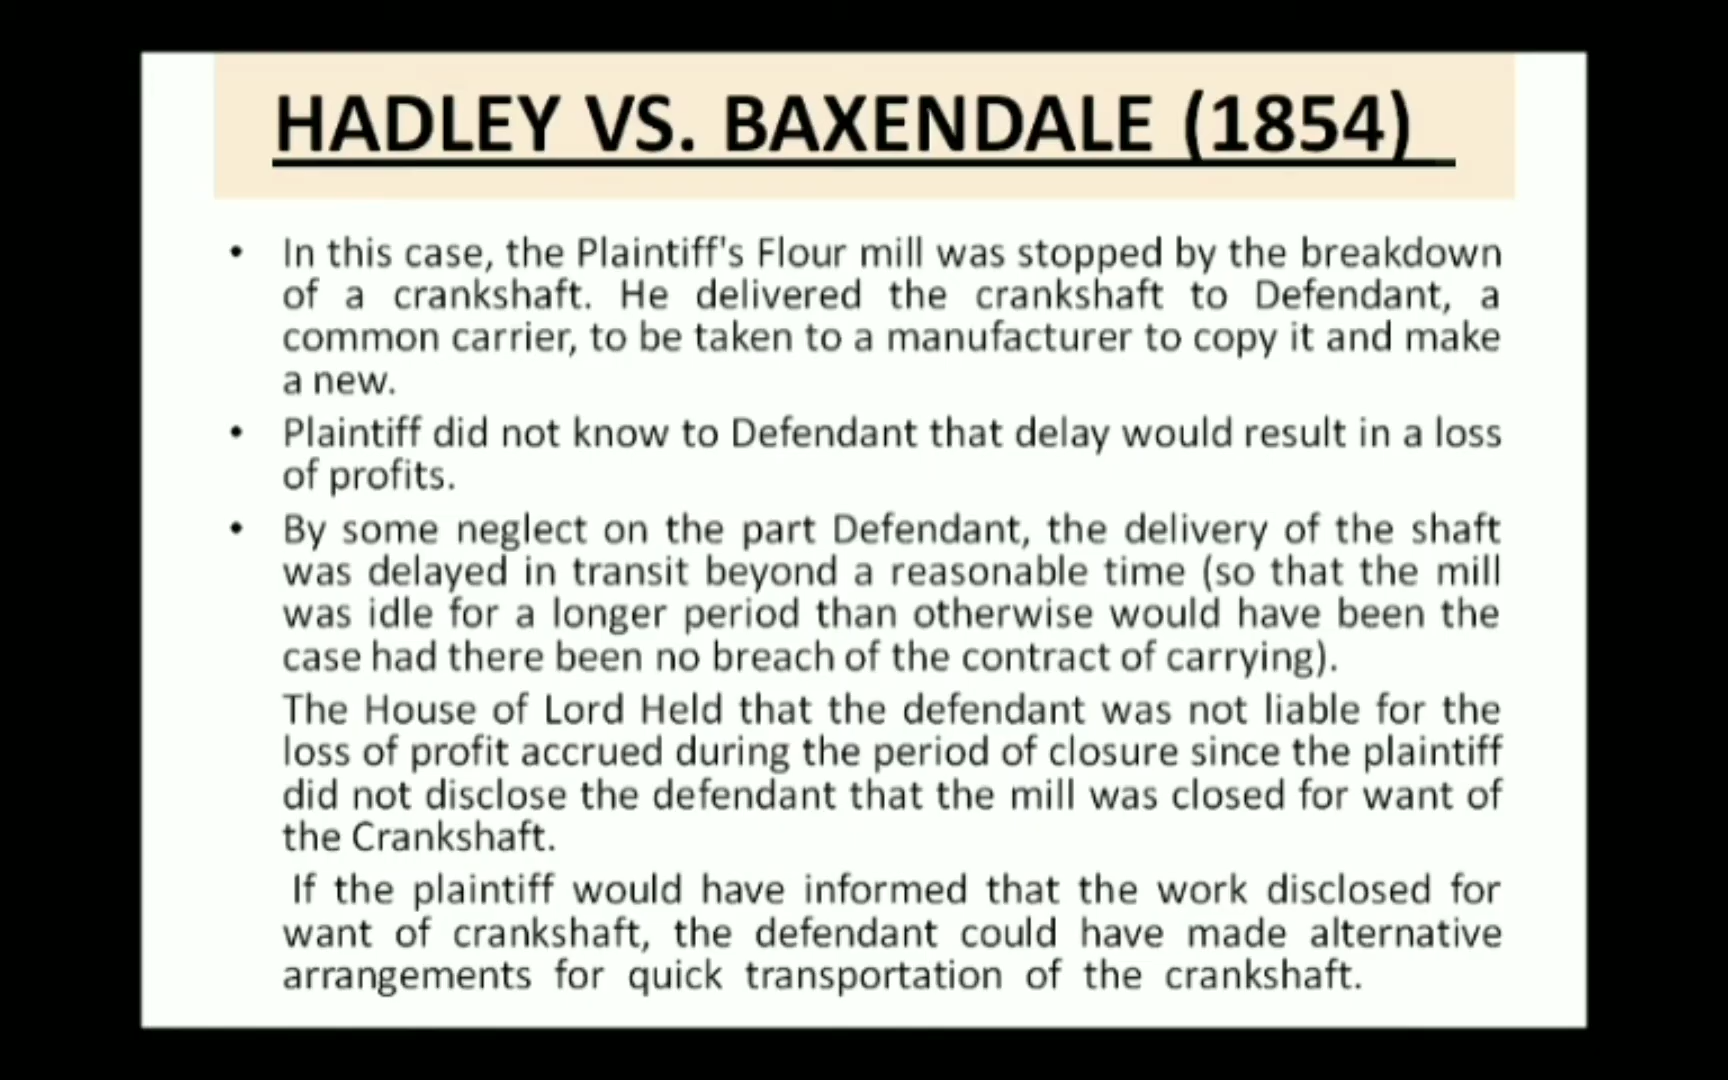 HADLEY VS. BAXENDALE (1854)
• In this case, the Plaintiff's Flour mill was stopped by the breakdown
of a crankshaft. He delivered the crankshaft to Defendant, a
common carrier, to be taken to a manufacturer to copy it and make
a new.
• Plaintiff did not know to Defendant that delay would result in a loss
of profits.
• By some neglect on the part Defendant, the delivery of the shaft
was delayed in transit beyond a reasonable time (so that the mill
was idle for a longer period than otherwise would have been the
case had there been no breach of the contract of carrying).
The House of Lord Held that the defendant was not liable for the
loss of profit accrued during the period of closure since the plaintiff
did not disclose the defendant that the mill was closed for want of
the Crankshaft.
If the plaintiff would have informed that the work disclosed for
want of crankshaft, the defendant could have made alternative
arrangements for quick transportation of the crankshaft.